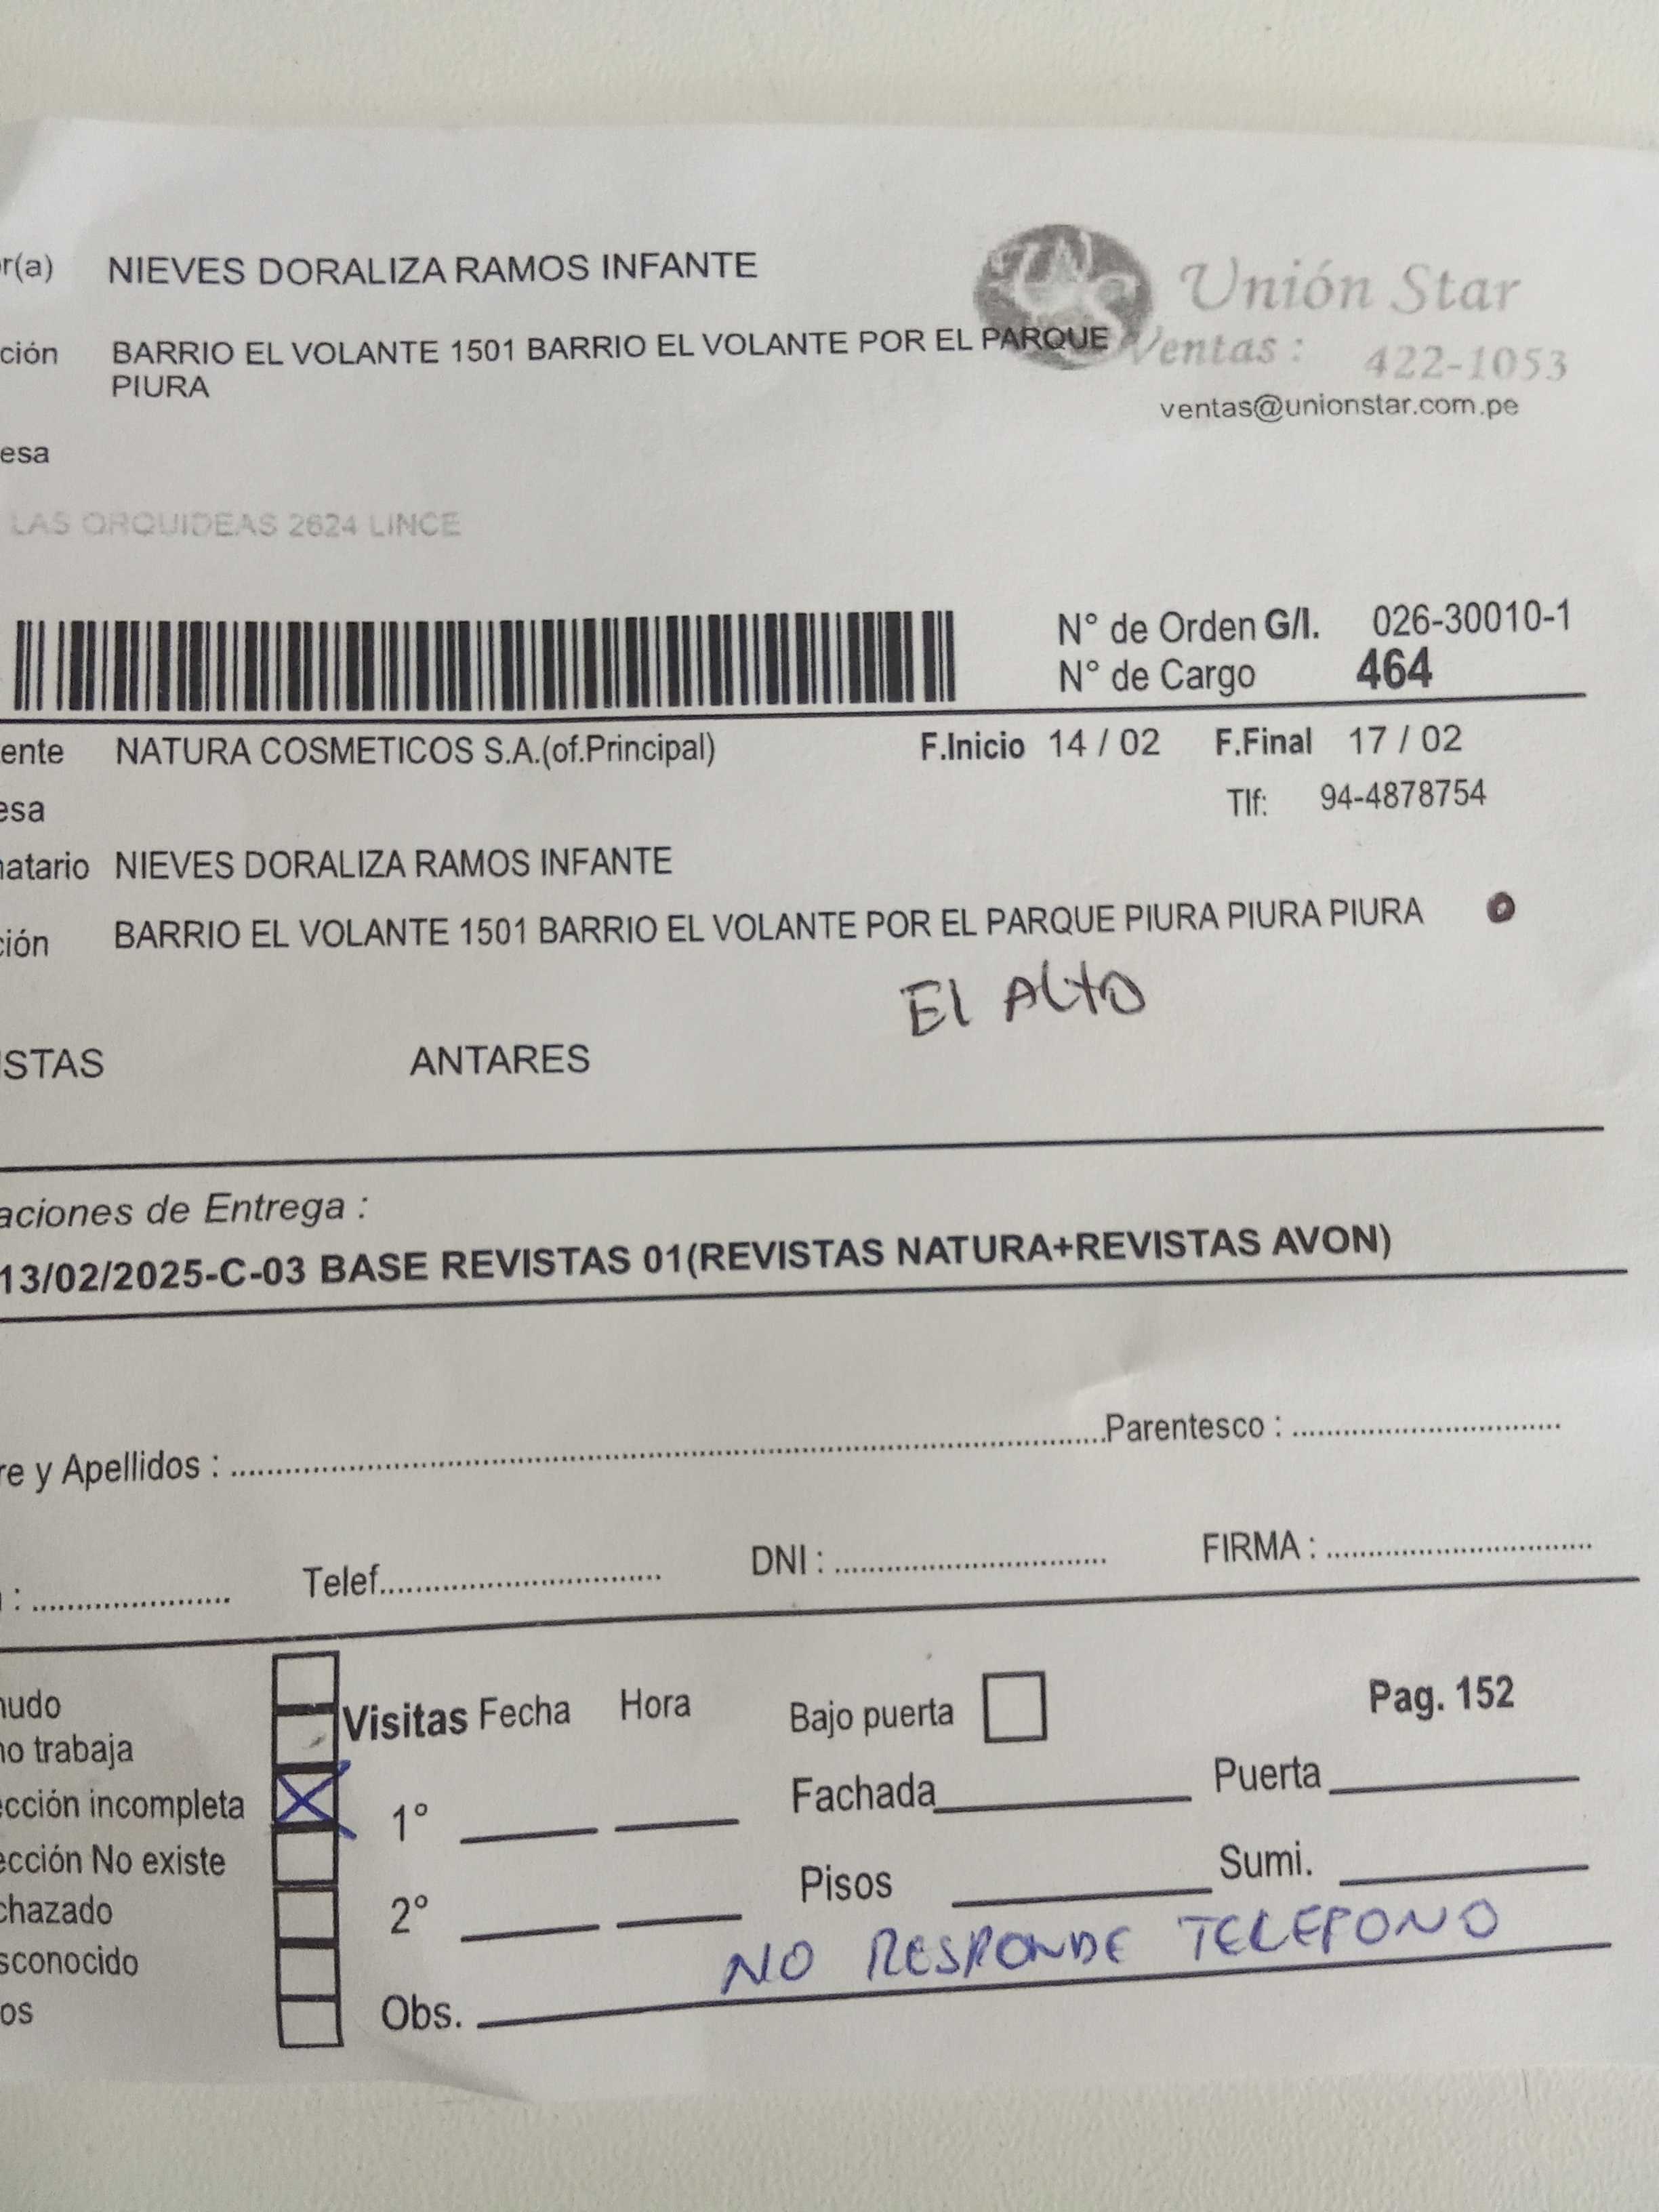 r(a) NIEVES DORALIZA RAMOS INFANTE
Unión Star
ción BARRIO EL VOLANTE 1501 BARRIO EL VOLANTE POR EL PARQUE
PIURA
Ventas : 422-1053
ventas@unionstar.com.pe
esa
LAS ORQUIDEAS 2624 LINCE
N° de Orden G/I. 026-30010-1
N° de Cargo 464
ente NATURA COSMETICOS S.A.(of.Principal) F.Inicio 14 / 02 F.Final 17 / 02
esa Tlf: 94-4878754
natario NIEVES DORALIZA RAMOS INFANTE
ción BARRIO EL VOLANTE 1501 BARRIO EL VOLANTE POR EL PARQUE PIURA PIURA PIURA
El Alto
ISTAS ANTARES
aciones de Entrega :
13/02/2025-C-03 BASE REVISTAS 01(REVISTAS NATURA+REVISTAS AVON)
re y Apellidos : Parentesco :
: Telef. DNI : FIRMA :
nudo
no trabaja
ección incompleta
ección No existe
chazado
sconocido
os
Visitas Fecha Hora Bajo puerta Pag. 152
1° Fachada Puerta
2° Pisos Sumi.
NO RESPONDE TELEFONO
Obs.